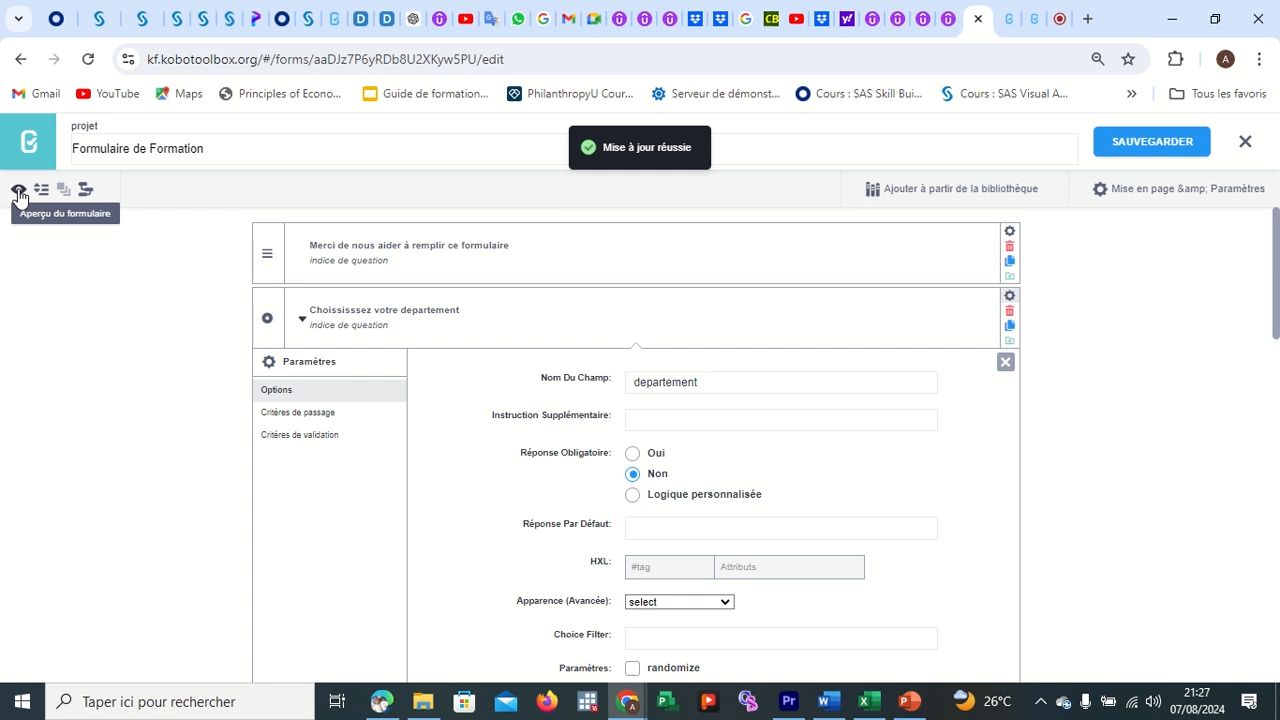 kf.kobotoolbox.org/#/forms/aaDJz7P6yRDb8U2XKyw5PU/edit
Gmail
YouTube
Maps
Principles of Econo...
Guide de formation...
PhilanthropyU Cour...
Serveur de démonst...
Cours : SAS Skill Bui...
Cours : SAS Visual A...
»
Tous les favoris
projet
Formulaire de Formation
Mise à jour réussie
SAUVEGARDER
Ajouter à partir de la bibliothèque
Mise en page &amp; Paramètres
Aperçu du formulaire
Merci de nous aider à remplir ce formulaire
indice de question
Choississsez votre departement
indice de question
Paramètres
Options
Critères de passage
Critères de validation
Nom Du Champ:
departement
Instruction Supplémentaire:
Réponse Obligatoire:
Oui
Non
Logique personnalisée
Réponse Par Défaut:
HXL:
#tag
Attributs
Apparence (Avancée):
select
Choice Filter:
Paramètres:
randomize
Taper ici pour rechercher
26°C
21:27
07/08/2024